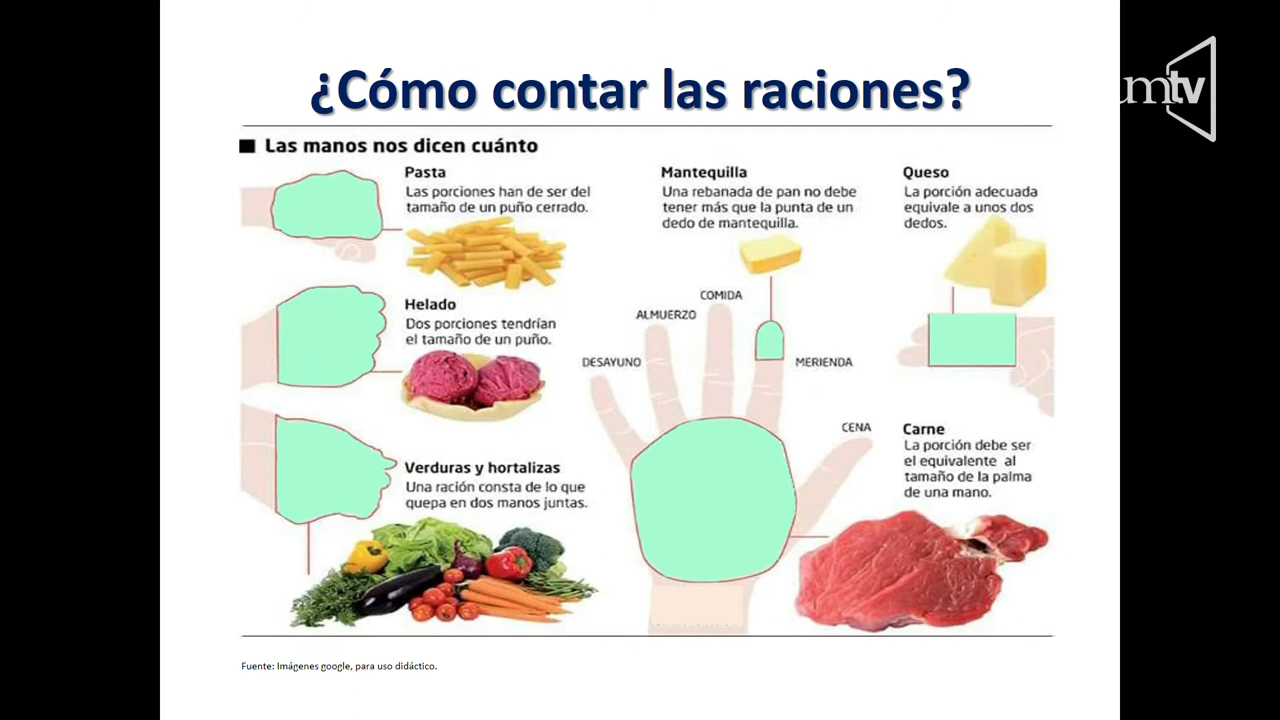 ¿Cómo contar las raciones?
umtv
■ Las manos nos dicen cuánto
Pasta
Las porciones han de ser del
tamaño de un puño cerrado.
Mantequilla
Una rebanada de pan no debe
tener más que la punta de un
dedo de mantequilla.
Queso
La porción adecuada
equivale a unos dos
dedos.
Helado
Dos porciones tendrían
el tamaño de un puño.
COMIDA
ALMUERZO
DESAYUNO
MERIENDA
CENA
Verduras y hortalizas
Una ración consta de lo que
quepa en dos manos juntas.
Carne
La porción debe ser
el equivalente al
tamaño de la palma
de una mano.
Fuente: Imágenes google, para uso didáctico.